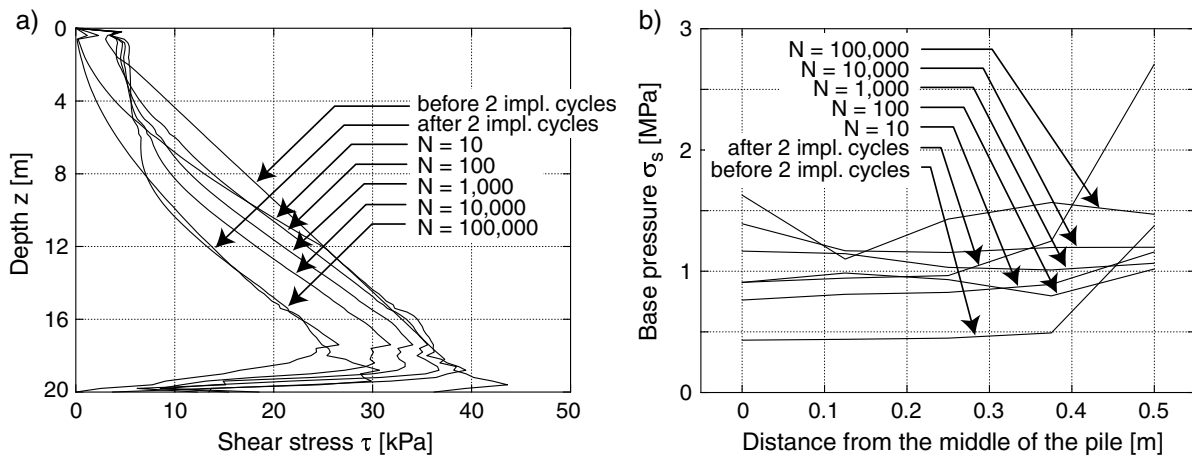 a)
0
4
8
12
16
20
Depth z [m]
before 2 impl. cycles
after 2 impl. cycles
N = 10
N = 100
N = 1,000
N = 10,000
N = 100,000
0
10
20
30
40
50
Shear stress τ [kPa]
b)
3
2
1
0
Base pressure σs [MPa]
N = 100,000
N = 10,000
N = 1,000
N = 100
N = 10
after 2 impl. cycles
before 2 impl. cycles
0
0.1
0.2
0.3
0.4
0.5
Distance from the middle of the pile [m]